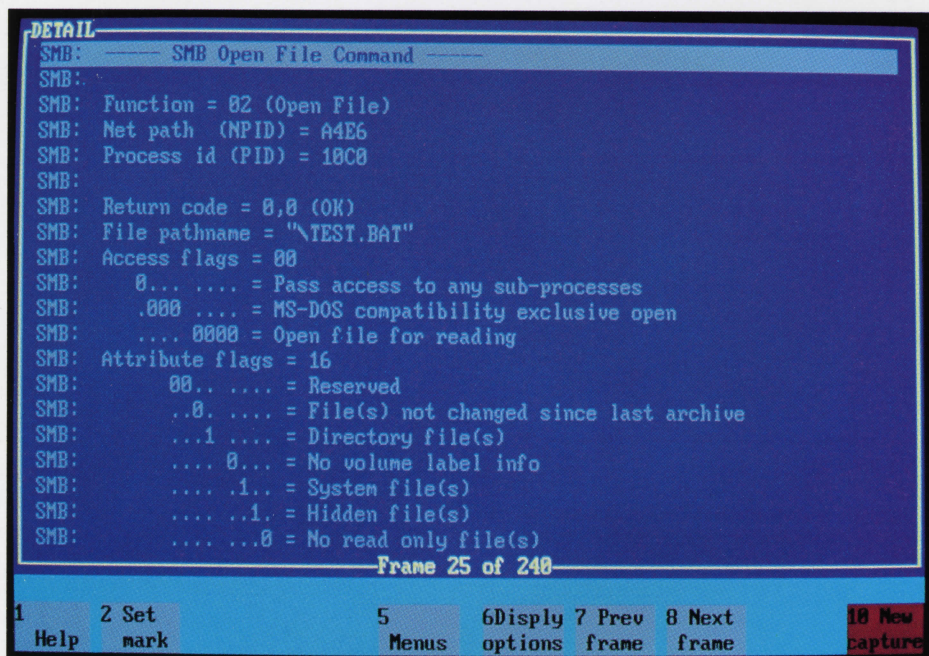 DETAIL
SMB: ----- SMB Open File Command -----
SMB:
SMB: Function = 02 (Open File)
SMB: Net path (NPID) = A4E6
SMB: Process id (PID) = 10C0
SMB:
SMB: Return code = 0,0 (OK)
SMB: File pathname = "\TEST.BAT"
SMB: Access flags = 00
SMB: 0... .... = Pass access to any sub-processes
SMB: .000 .... = MS-DOS compatibility exclusive open
SMB: .... 0000 = Open file for reading
SMB: Attribute flags = 16
SMB: 00.. .... = Reserved
SMB: ..0. .... = File(s) not changed since last archive
SMB: ...1 .... = Directory file(s)
SMB: .... 0... = No volume label info
SMB: .... .1.. = System file(s)
SMB: .... ..1. = Hidden file(s)
SMB: .... ...0 = No read only file(s)
Frame 25 of 240
1 Help
2 Set mark
5 Menus
6Disply options
7 Prev frame
8 Next frame
10 New capture